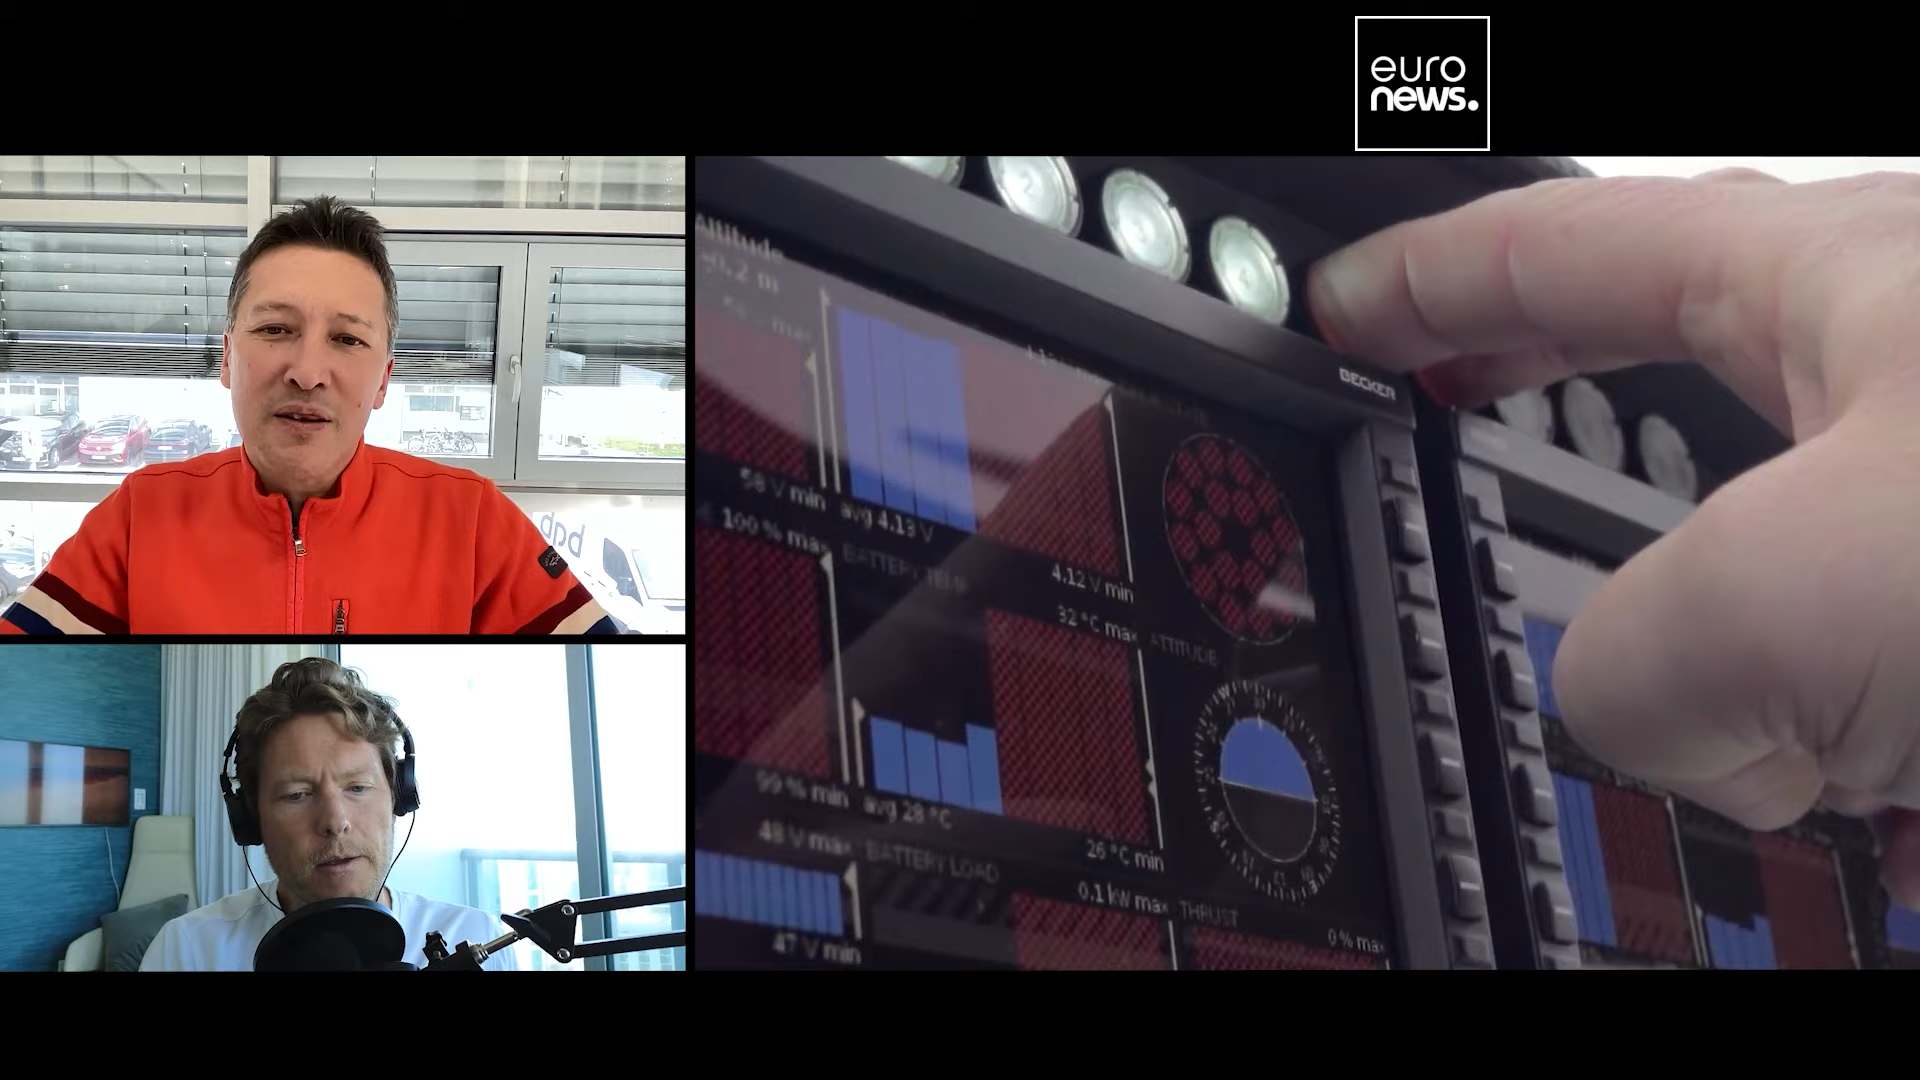 euro
news.
Altitude
BECKER
58 V min
avg 4.13 V
100 % max
BATTERY TEMP
4.12 V min
32 °C max
ATTITUDE
99 % min
avg 28 °C
26 °C min
48 V max
BATTERY LOAD
0.1 kW max
THRUST
0 % max
47 V min
dpd